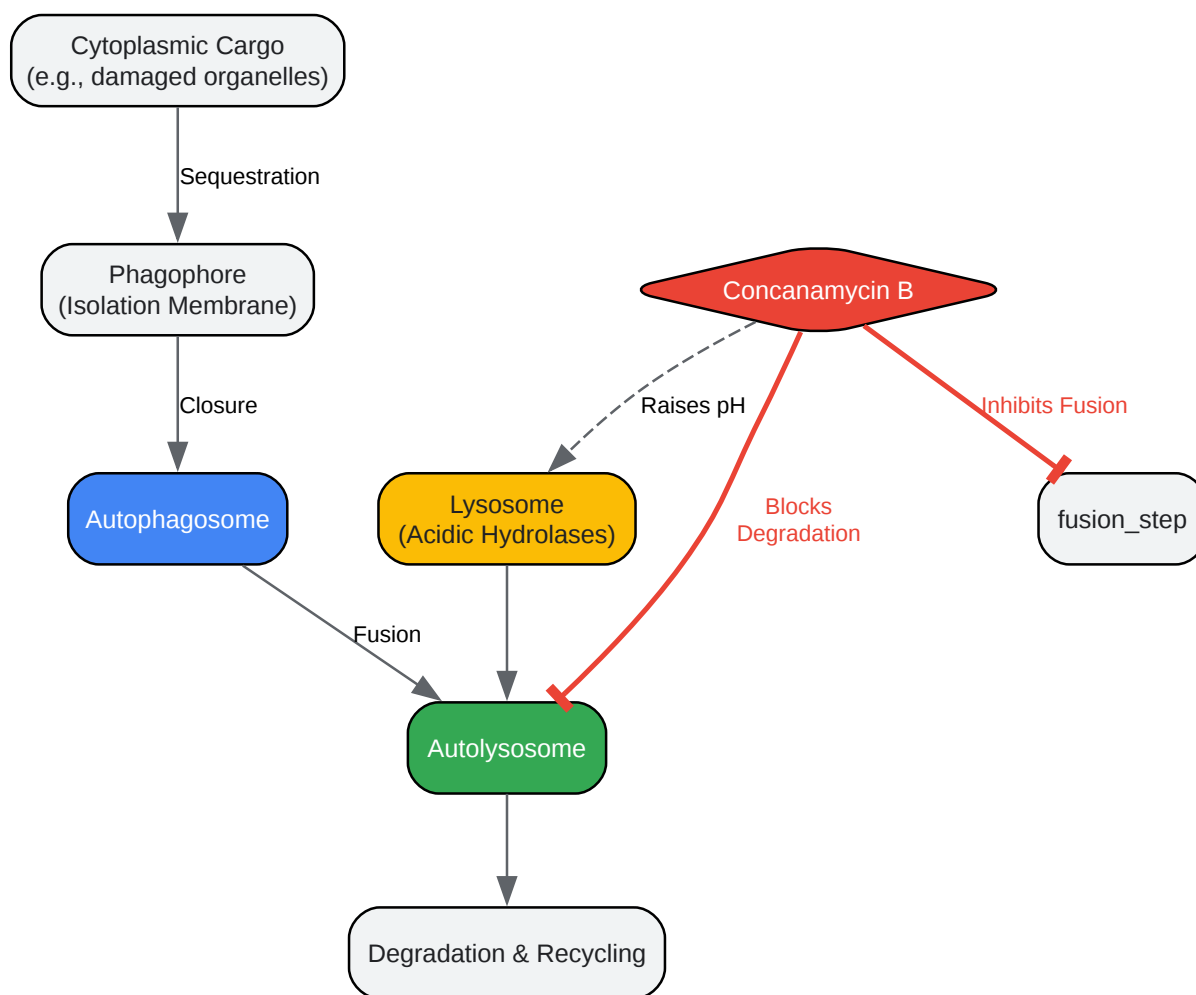 Cytoplasmic Cargo
(e.g., damaged organelles)
Sequestration
Phagophore
(Isolation Membrane)
Concanamycin B
Closure
Raises pH
Inhibits Fusion
Autophagosome
Lysosome
(Acidic Hydrolases)
Blocks
Degradation
fusion_step
Fusion
Autolysosome
Degradation & Recycling